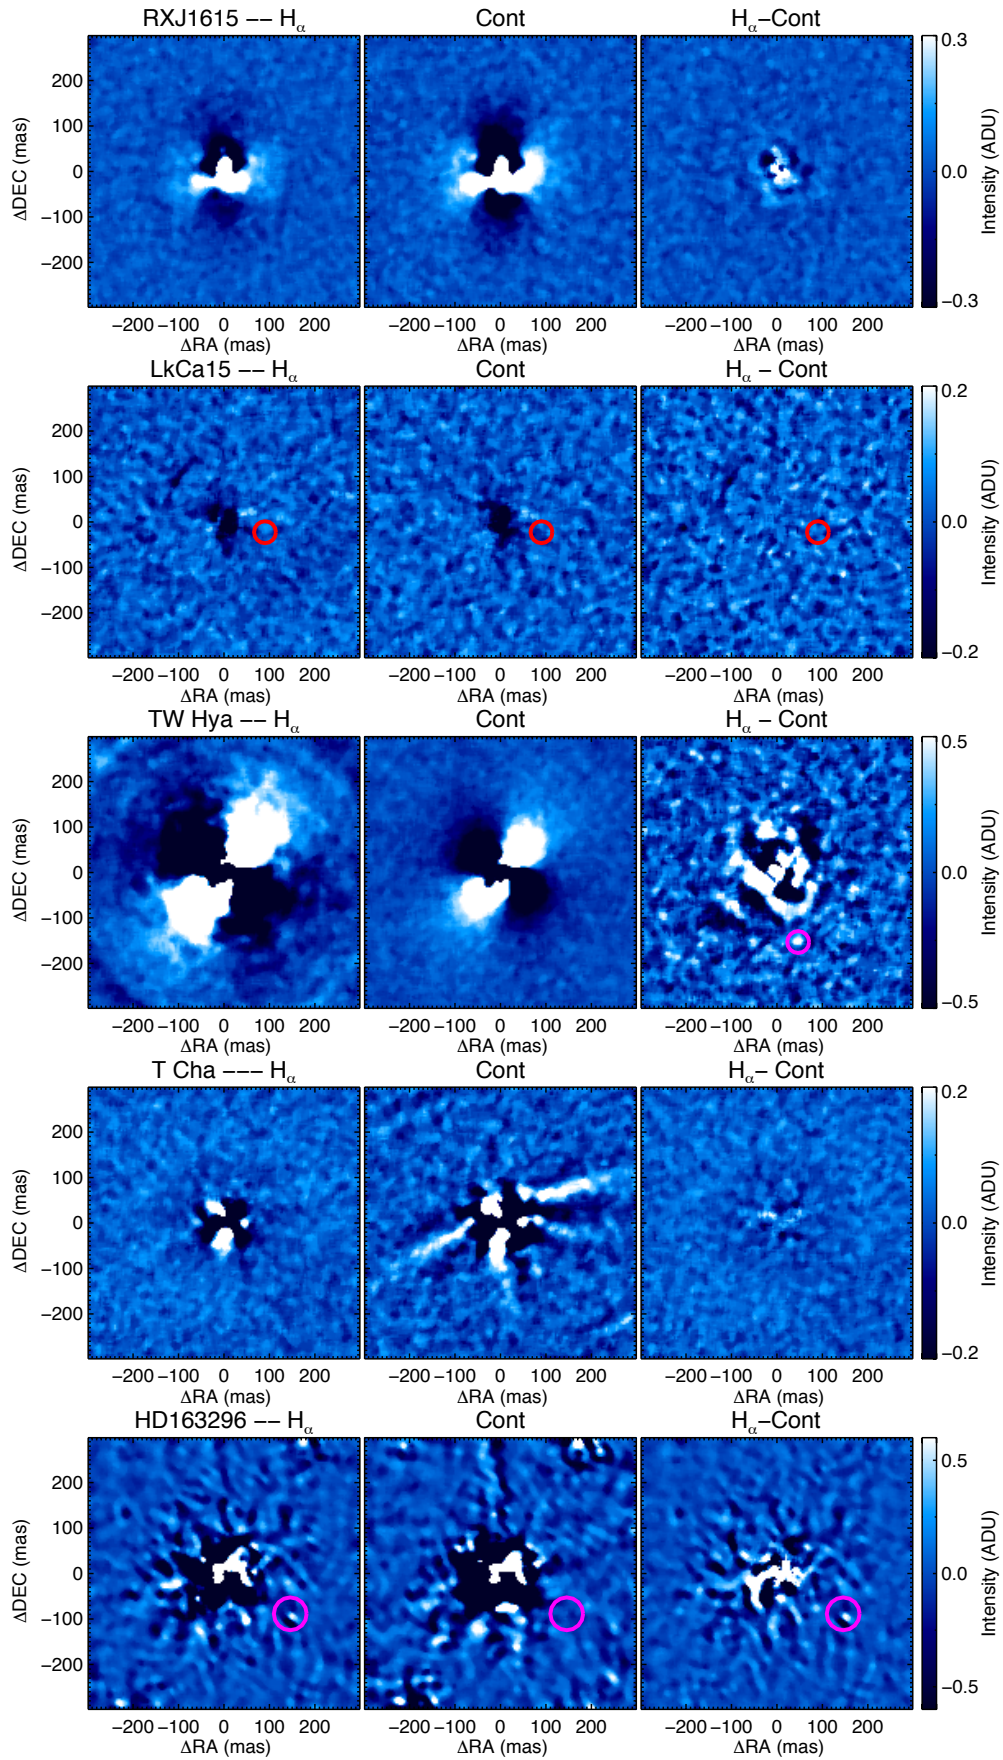 RXJ1615 −− Hα Cont Hα−Cont
0.3
200
100
0
−100
−200
ΔDEC (mas)
0.0
Intensity (ADU)
−0.3
−200 −100 0 100 200 −200 −100 0 100 200 −200 −100 0 100 200
ΔRA (mas) ΔRA (mas) ΔRA (mas)
LkCa15 −− Hα Cont Hα − Cont
0.2
200
100
0
−100
−200
ΔDEC (mas)
0.0
Intensity (ADU)
−0.2
−200 −100 0 100 200 −200 −100 0 100 200 −200 −100 0 100 200
ΔRA (mas) ΔRA (mas) ΔRA (mas)
TW Hya −− Hα Cont Hα − Cont
0.5
200
100
0
−100
−200
ΔDEC (mas)
0.0
Intensity (ADU)
−0.5
−200 −100 0 100 200 −200 −100 0 100 200 −200 −100 0 100 200
ΔRA (mas) ΔRA (mas) ΔRA (mas)
T Cha −−− Hα Cont Hα− Cont
0.2
200
100
0
−100
−200
ΔDEC (mas)
0.0
Intensity (ADU)
−0.2
−200 −100 0 100 200 −200 −100 0 100 200 −200 −100 0 100 200
ΔRA (mas) ΔRA (mas) ΔRA (mas)
HD163296 −− Hα Cont Hα−Cont
0.5
200
100
0
−100
−200
ΔDEC (mas)
0.0
Intensity (ADU)
−0.5
−200 −100 0 100 200 −200 −100 0 100 200 −200 −100 0 100 200
ΔRA (mas) ΔRA (mas) ΔRA (mas)